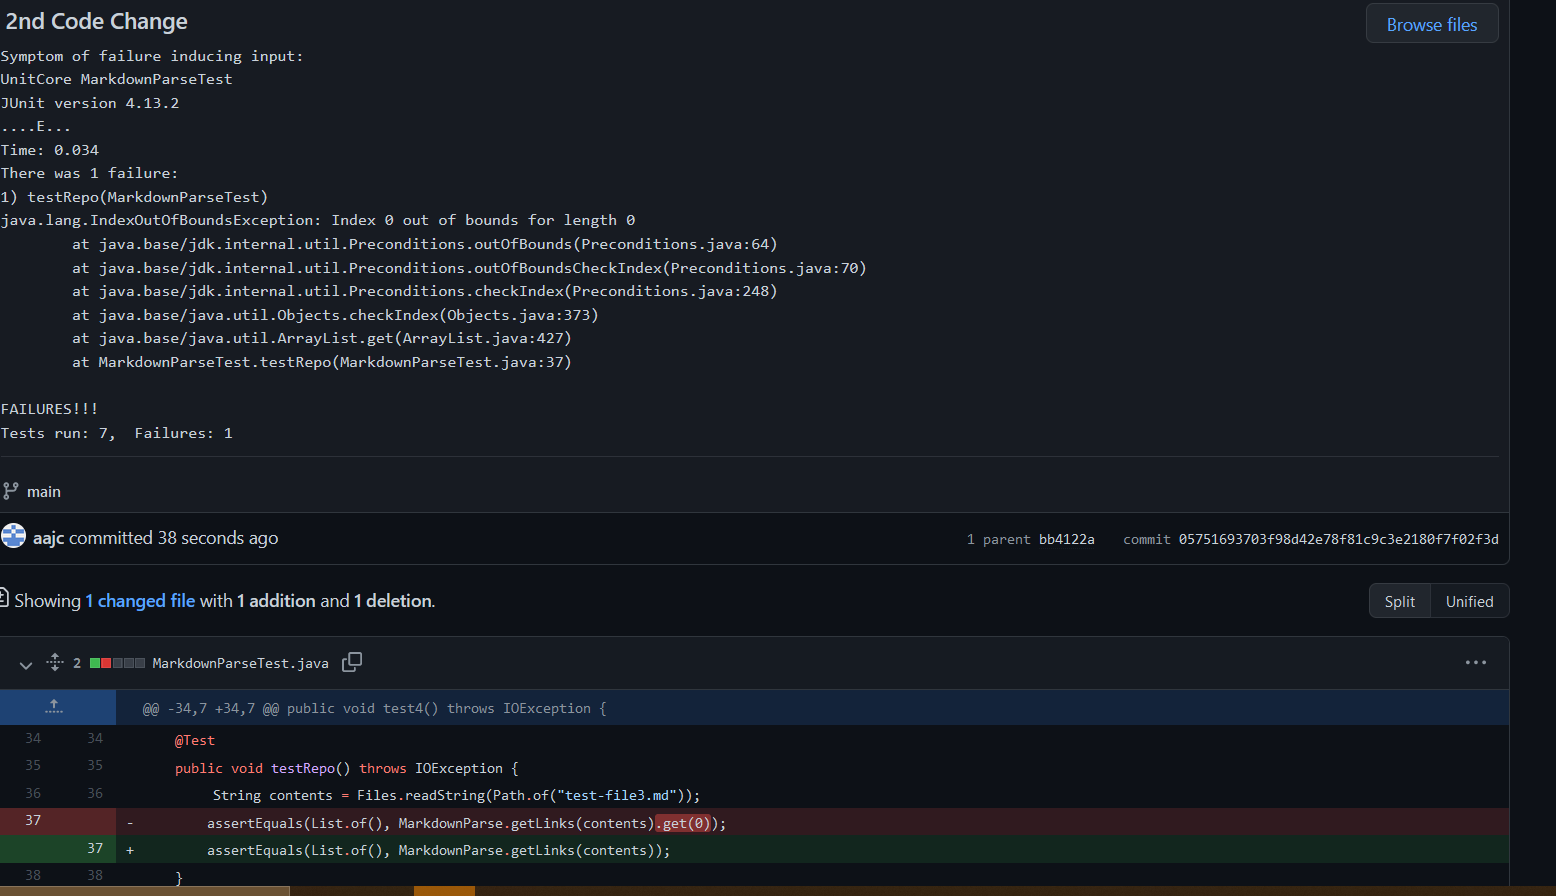 2nd Code Change
Browse files
Symptom of failure inducing input:
UnitCore MarkdownParseTest
JUnit version 4.13.2
....E...
Time: 0.034
There was 1 failure:
1) testRepo(MarkdownParseTest)
java.lang.IndexOutOfBoundsException: Index 0 out of bounds for length 0
at java.base/jdk.internal.util.Preconditions.outOfBounds(Preconditions.java:64)
at java.base/jdk.internal.util.Preconditions.outOfBoundsCheckIndex(Preconditions.java:70)
at java.base/jdk.internal.util.Preconditions.checkIndex(Preconditions.java:248)
at java.base/java.util.Objects.checkIndex(Objects.java:373)
at java.base/java.util.ArrayList.get(ArrayList.java:427)
at MarkdownParseTest.testRepo(MarkdownParseTest.java:37)
FAILURES!!!
Tests run: 7,  Failures: 1
main
aajc committed 38 seconds ago
1 parent bb4122a commit 05751693703f98d42e78f81c9c3e2180f7f02f3d
Showing 1 changed file with 1 addition and 1 deletion.
Split Unified
2 MarkdownParseTest.java
@@ -34,7 +34,7 @@ public void test4() throws IOException {
34 34 @Test
35 35 public void testRepo() throws IOException {
36 36 String contents = Files.readString(Path.of("test-file3.md"));
37 - assertEquals(List.of(), MarkdownParse.getLinks(contents).get(0));
37 + assertEquals(List.of(), MarkdownParse.getLinks(contents));
38 38 }